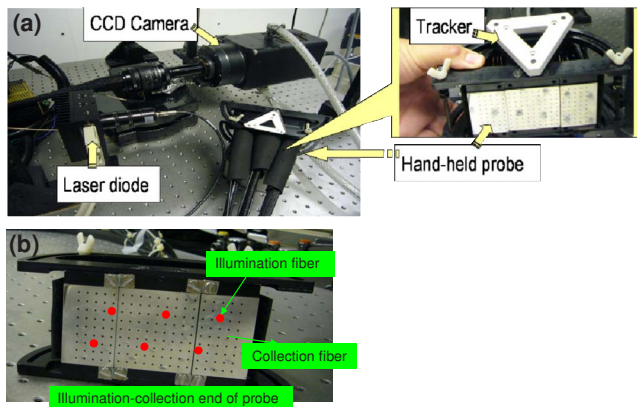 (a)
CCD Camera
Laser diode
Tracker
Hand-held probe
(b)
Illumination fiber
Collection fiber
Illumination-collection end of probe